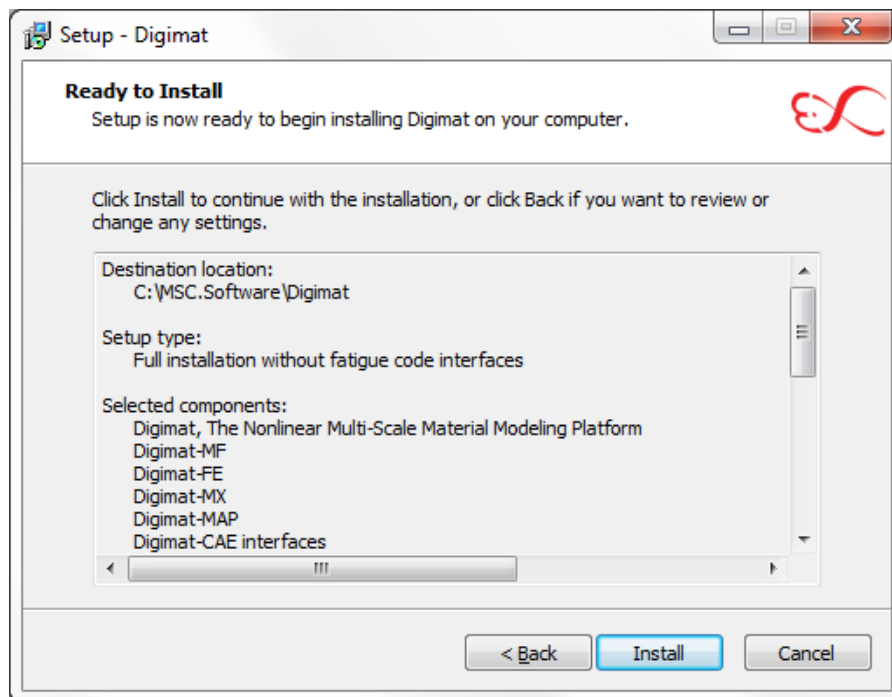 Setup - Digimat
Ready to Install
Setup is now ready to begin installing Digimat on your computer.
Click Install to continue with the installation, or click Back if you want to review or
change any settings.
Destination location:
C:\MSC.Software\Digimat
Setup type:
Full installation without fatigue code interfaces
Selected components:
Digimat, The Nonlinear Multi-Scale Material Modeling Platform
Digimat-MF
Digimat-FE
Digimat-MX
Digimat-MAP
Digimat-CAE interfaces
< Back
Install
Cancel